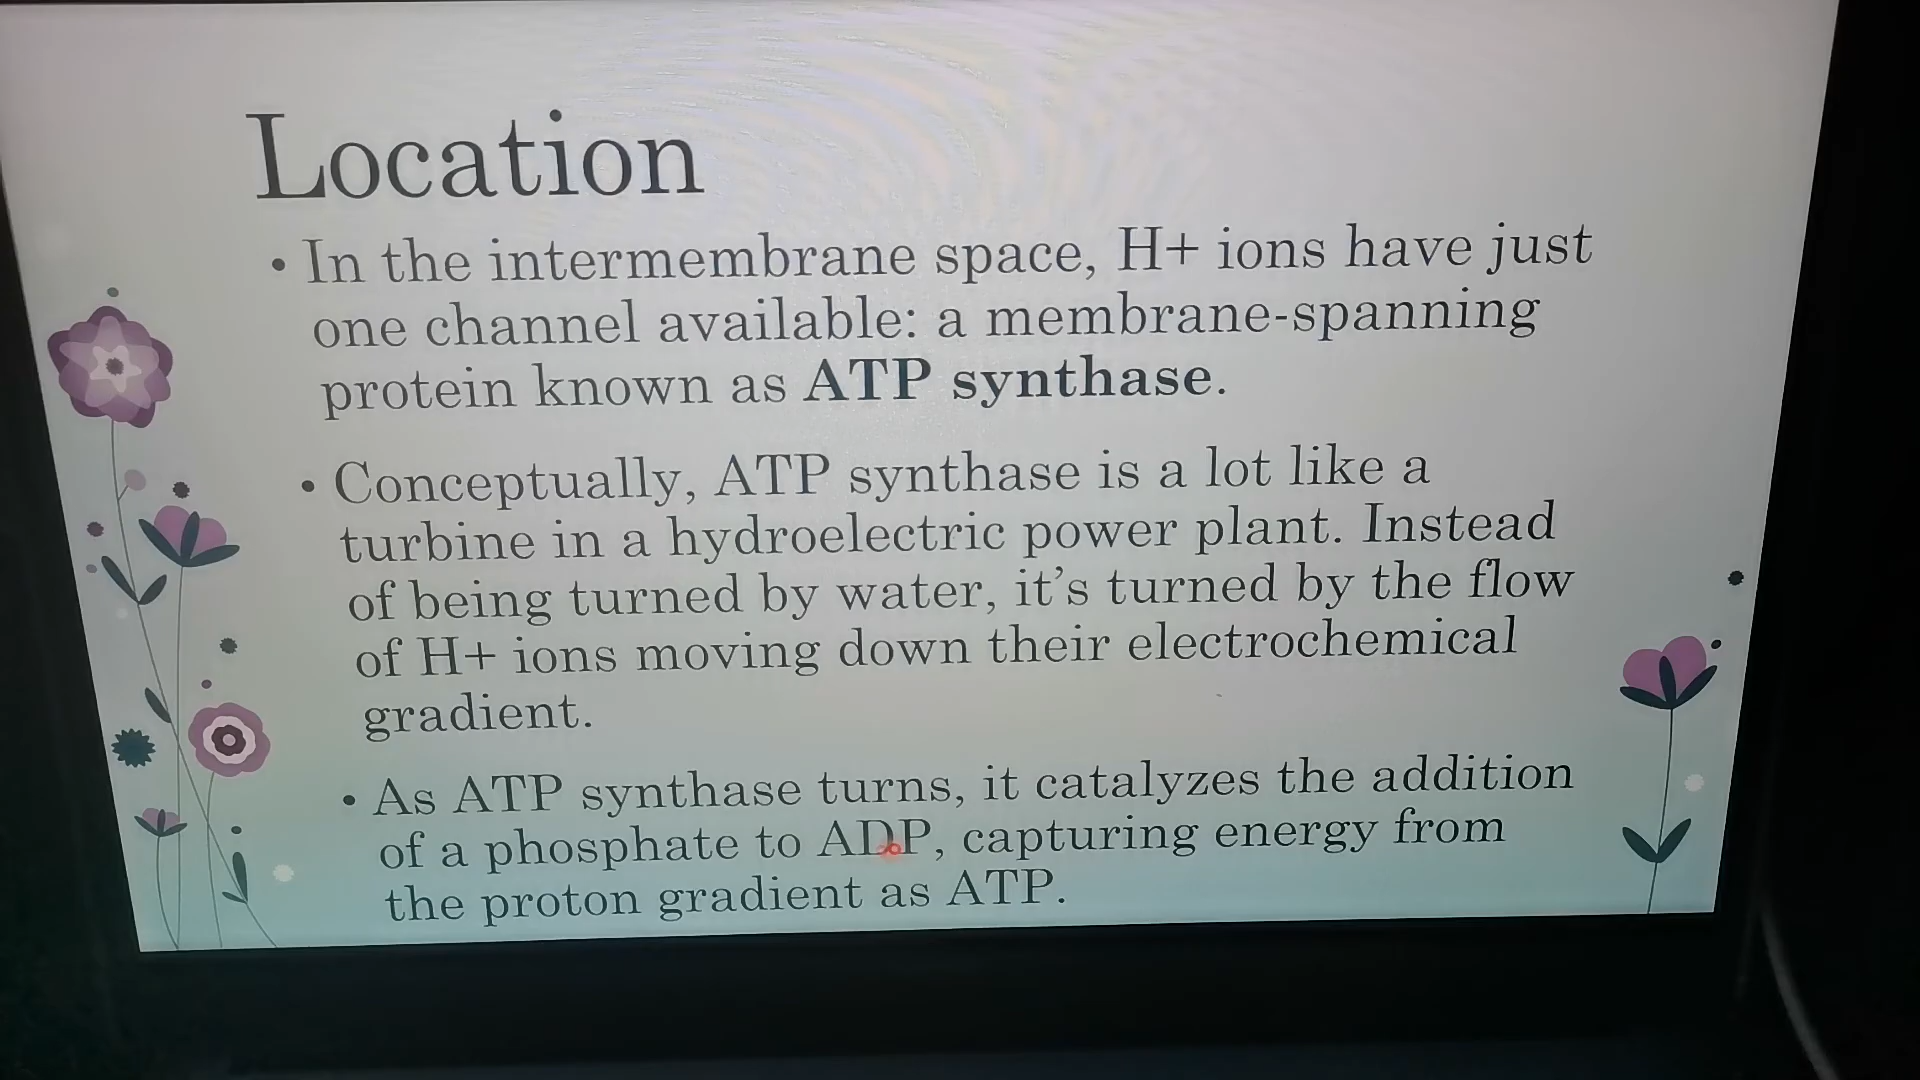 Location
• In the intermembrane space, H+ ions have just
one channel available: a membrane-spanning
protein known as ATP synthase.
• Conceptually, ATP synthase is a lot like a
turbine in a hydroelectric power plant. Instead
of being turned by water, it’s turned by the flow
of H+ ions moving down their electrochemical
gradient.
• As ATP synthase turns, it catalyzes the addition
of a phosphate to ADP, capturing energy from
the proton gradient as ATP.